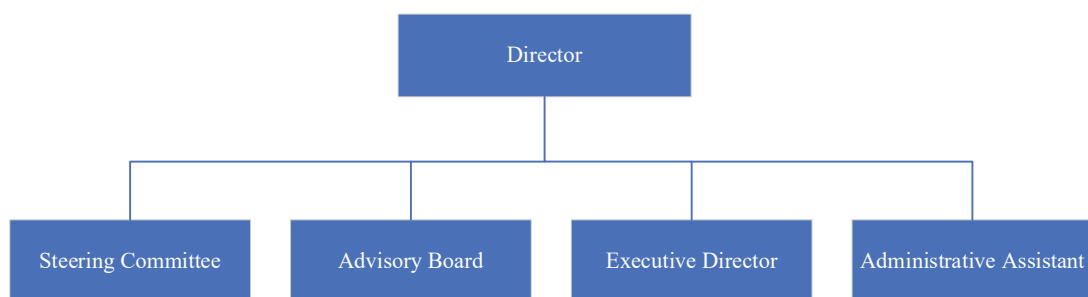 Director
Steering Committee
Advisory Board
Executive Director
Administrative Assistant